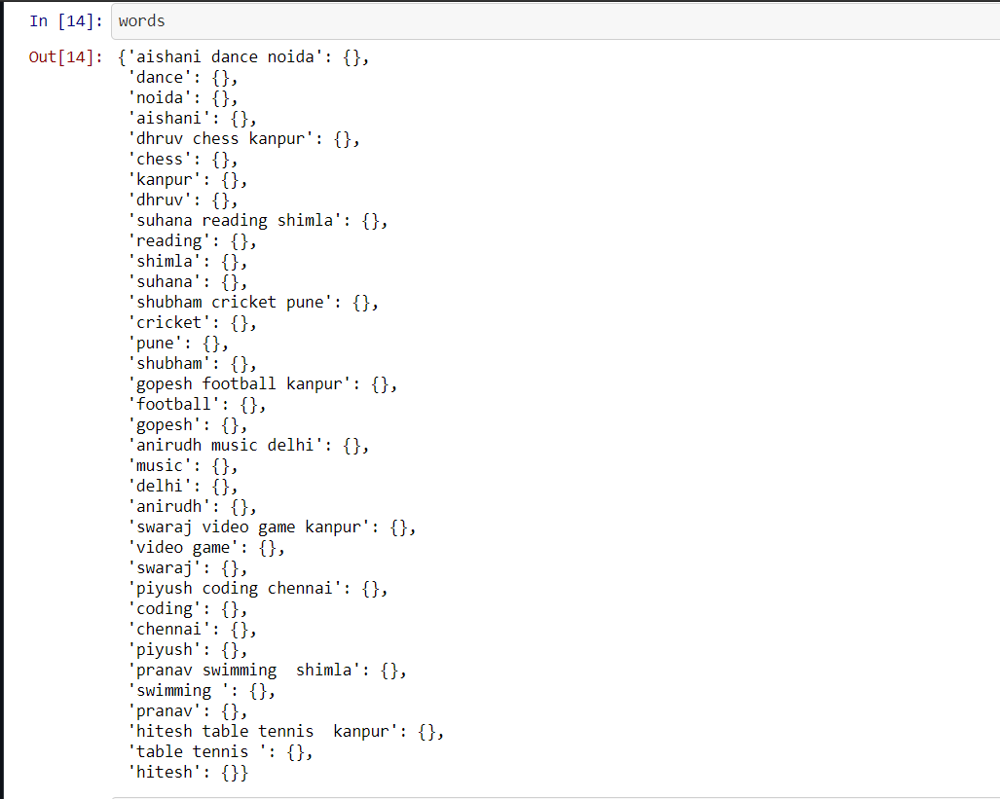 In [14]: words
Out[14]: {'aishani dance noida': {},
'dance': {},
'noida': {},
'aishani': {},
'dhruv chess kanpur': {},
'chess': {},
'kanpur': {},
'dhruv': {},
'suhana reading shimla': {},
'reading': {},
'shimla': {},
'suhana': {},
'shubham cricket pune': {},
'cricket': {},
'pune': {},
'shubham': {},
'gopesh football kanpur': {},
'football': {},
'gopesh': {},
'anirudh music delhi': {},
'music': {},
'delhi': {},
'anirudh': {},
'swaraj video game kanpur': {},
'video game': {},
'swaraj': {},
'piyush coding chennai': {},
'coding': {},
'chennai': {},
'piyush': {},
'pranav swimming  shimla': {},
'swimming ': {},
'pranav': {},
'hitesh table tennis  kanpur': {},
'table tennis ': {},
'hitesh': {}}